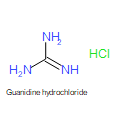 NH₂
HCl
H₂N NH
Guanidine hydrochloride